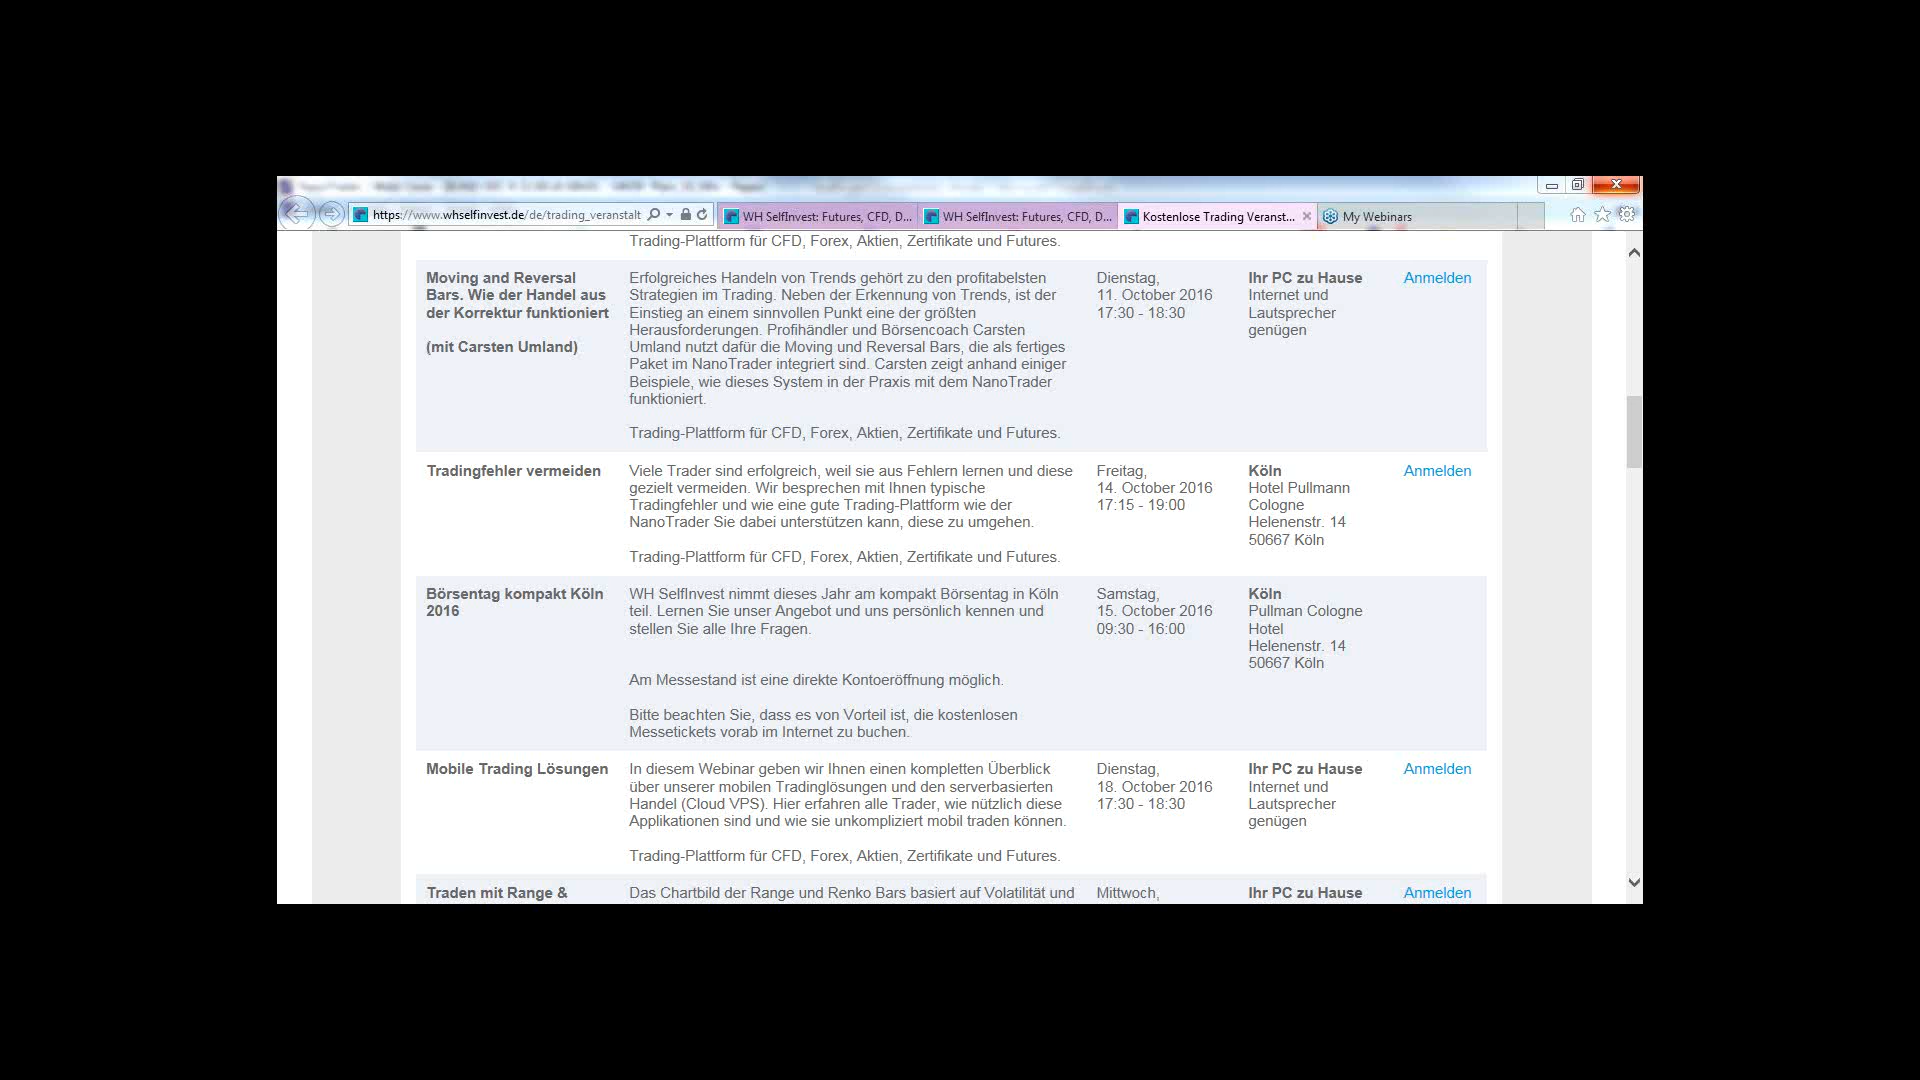 https://www.whselfinvest.de/de/trading_veranstalt
WH SelfInvest: Futures, CFD, D...
WH SelfInvest: Futures, CFD, D...
Kostenlose Trading Veranst...
My Webinars
Trading-Plattform für CFD, Forex, Aktien, Zertifikate und Futures.
Moving and Reversal
Bars. Wie der Handel aus
der Korrektur funktioniert
(mit Carsten Umland)
Erfolgreiches Handeln von Trends gehört zu den profitabelsten
Strategien im Trading. Neben der Erkennung von Trends, ist der
Einstieg an einem sinnvollen Punkt eine der größten
Herausforderungen. Profihändler und Börsencoach Carsten
Umland nutzt dafür die Moving und Reversal Bars, die als fertiges
Paket im NanoTrader integriert sind. Carsten zeigt anhand einiger
Beispiele, wie dieses System in der Praxis mit dem NanoTrader
funktioniert.
Trading-Plattform für CFD, Forex, Aktien, Zertifikate und Futures.
Dienstag,
11. October 2016
17:30 - 18:30
Ihr PC zu Hause
Internet und
Lautsprecher
genügen
Anmelden
Tradingfehler vermeiden
Viele Trader sind erfolgreich, weil sie aus Fehlern lernen und diese
gezielt vermeiden. Wir besprechen mit Ihnen typische
Tradingfehler und wie eine gute Trading-Plattform wie der
NanoTrader Sie dabei unterstützen kann, diese zu umgehen.
Trading-Plattform für CFD, Forex, Aktien, Zertifikate und Futures.
Freitag,
14. October 2016
17:15 - 19:00
Köln
Hotel Pullmann
Cologne
Helenenstr. 14
50667 Köln
Anmelden
Börsentag kompakt Köln
2016
WH SelfInvest nimmt dieses Jahr am kompakt Börsentag in Köln
teil. Lernen Sie unser Angebot und uns persönlich kennen und
stellen Sie alle Ihre Fragen.
Am Messestand ist eine direkte Kontoeröffnung möglich.
Bitte beachten Sie, dass es von Vorteil ist, die kostenlosen
Messetickets vorab im Internet zu buchen.
Samstag,
15. October 2016
09:30 - 16:00
Köln
Pullman Cologne
Hotel
Helenenstr. 14
50667 Köln
Mobile Trading Lösungen
In diesem Webinar geben wir Ihnen einen kompletten Überblick
über unserer mobilen Tradinglösungen und den serverbasierten
Handel (Cloud VPS). Hier erfahren alle Trader, wie nützlich diese
Applikationen sind und wie sie unkompliziert mobil traden können.
Trading-Plattform für CFD, Forex, Aktien, Zertifikate und Futures.
Dienstag,
18. October 2016
17:30 - 18:30
Ihr PC zu Hause
Internet und
Lautsprecher
genügen
Anmelden
Traden mit Range &
Das Chartbild der Range und Renko Bars basiert auf Volatilität und
Mittwoch,
Ihr PC zu Hause
Anmelden